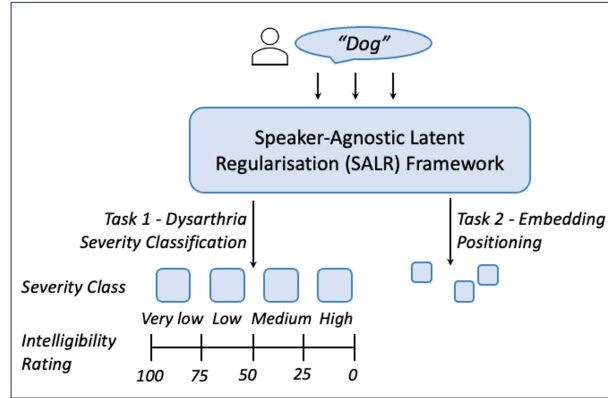 “Dog”
Speaker-Agnostic Latent
Regularisation (SALR) Framework
Task 1 - Dysarthria
Severity Classification
Task 2 - Embedding
Positioning
Severity Class
Very low Low Medium High
Intelligibility
Rating
100 75 50 25 0